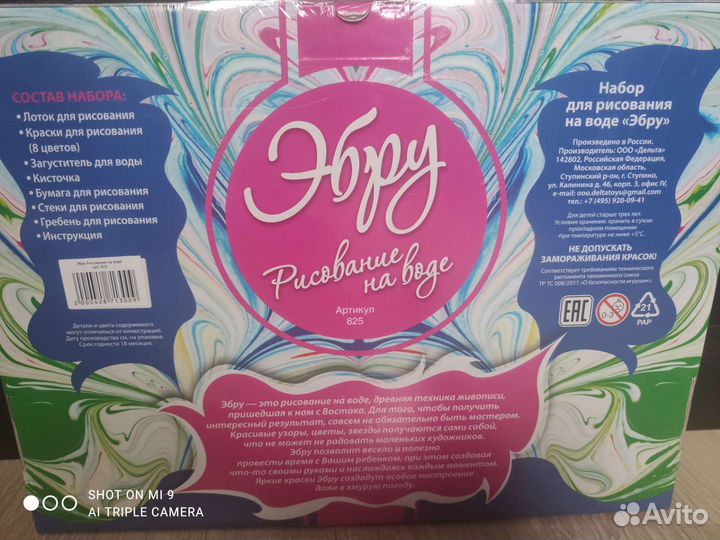 СОСТАВ НАБОРА:
• Лоток для рисования
• Краски для рисования
(8 цветов)
• Загуститель для воды
• Кисточка
• Бумага для рисования
• Стеки для рисования
• Гребень для рисования
• Инструкция
Эбру Рисование на воде
арт. 825
2 000428 713009
Детали и цвета содержимого
могут отличаться от иллюстраций.
Дату производства см. на упаковке.
Срок годности 18 месяцев.
Эбру
Рисование
на воде
Артикул
825
Набор
для рисования
на воде «Эбру»
Произведено в России.
Производитель: ООО «Дельта»
142802, Российская Федерация,
Московская область,
Ступинский р-он, г. Ступино,
ул. Калинина д. 46, корп. 3, офис IV,
e-mail: ooo.deltatoys@gmail.com
тел.: +7 (495) 920-09-41
Для детей старше трех лет.
Условия хранения: хранить в сухом
прохладном помещении
при температуре не ниже +5°С.
НЕ ДОПУСКАТЬ
ЗАМОРАЖИВАНИЯ КРАСОК!
Соответствует требованиям технического
регламента таможенного союза
ТР ТС 008/2011 «О безопасности игрушек».
EAC
0-3
21
PAP
Эбру — это рисование на воде, древняя техника живописи,
пришедшая к нам с Востока. Для того, чтобы получить
интересный результат, совсем не обязательно быть мастером.
Красивые узоры, цветы, звезды получаются сами собой,
что не может не радовать маленьких художников.
Эбру позволит весело и полезно
провести время с Вашим ребенком, при этом создавая
что-то своими руками и наслаждаясь каждым моментом.
Яркие краски Эбру создадут особое настроение
даже в хмурую погоду.
SHOT ON MI 9
AI TRIPLE CAMERA
Avito